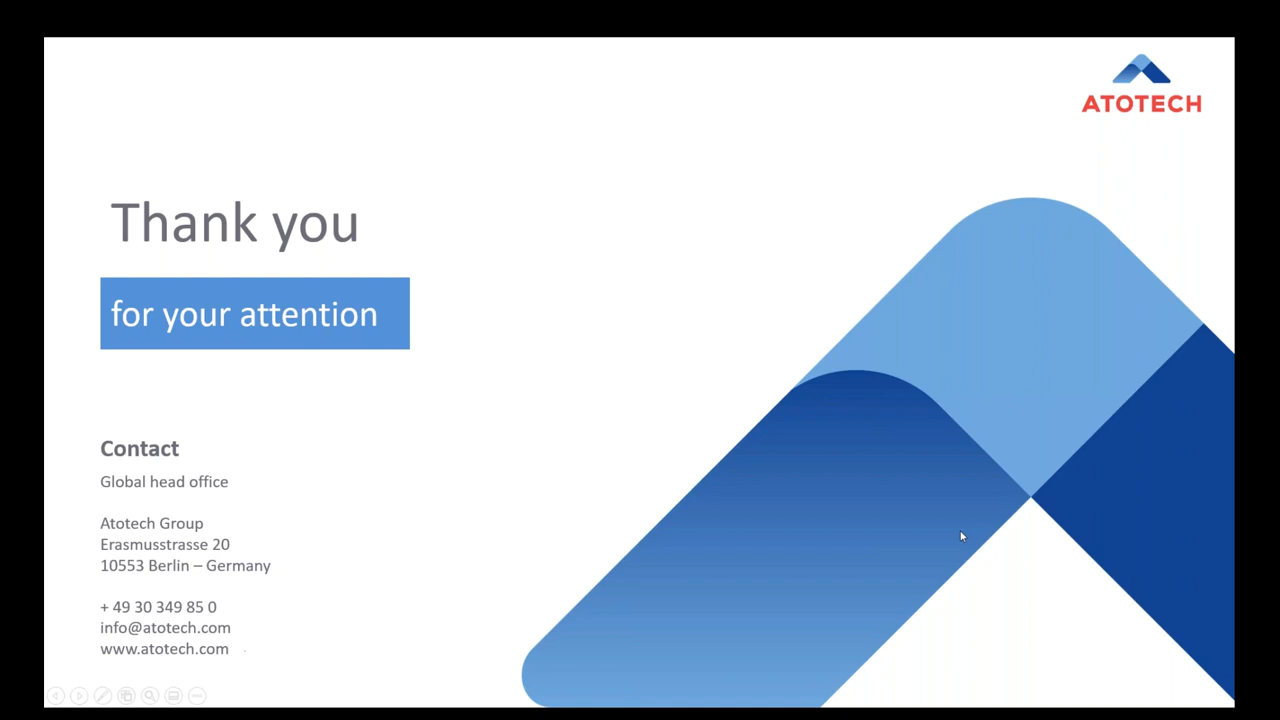 ATOTECH
Thank you
for your attention
Contact
Global head office
Atotech Group
Erasmusstrasse 20
10553 Berlin – Germany
+ 49 30 349 85 0
info@atotech.com
www.atotech.com